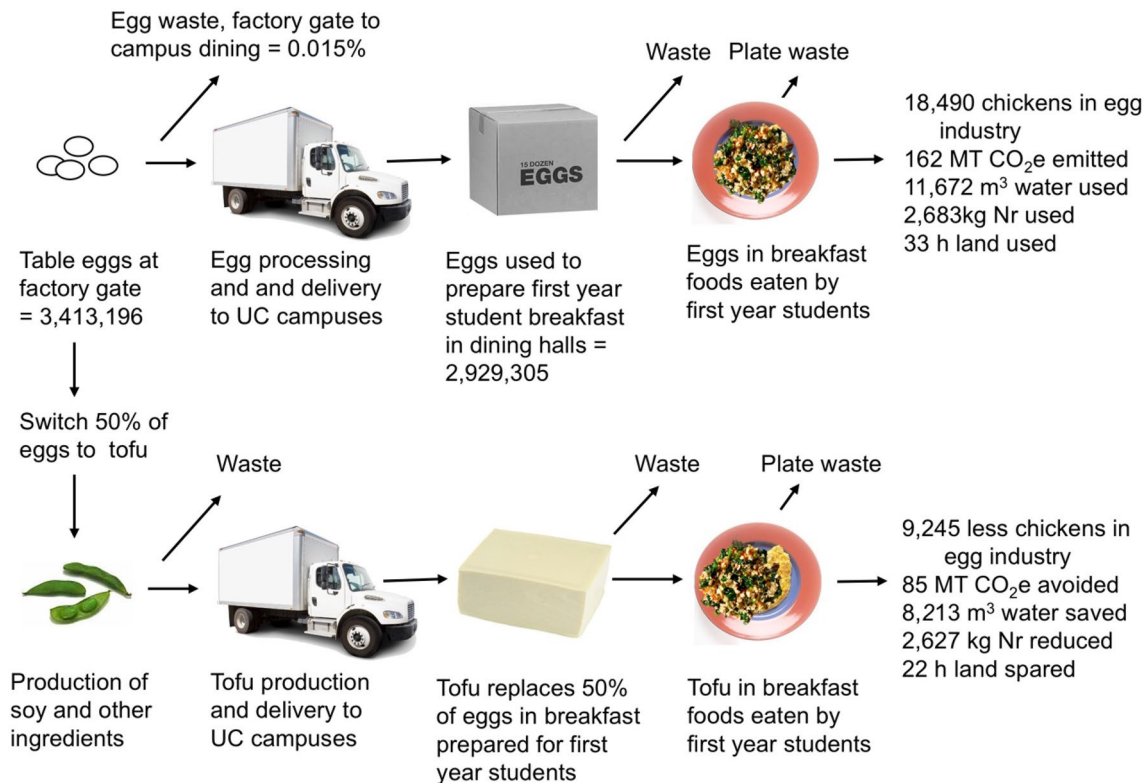 Egg waste, factory gate to
campus dining = 0.015%
Waste
Plate waste
15 DOZEN
EGGS
Table eggs at
factory gate
= 3,413,196
Egg processing
and and delivery
to UC campuses
Eggs used to
prepare first year
student breakfast
in dining halls =
2,929,305
Eggs in breakfast
foods eaten by
first year students
18,490 chickens in egg
industry
162 MT CO₂e emitted
11,672 m³ water used
2,683kg Nr used
33 h land used
Switch 50% of
eggs to tofu
Waste
Waste
Plate waste
Production of
soy and other
ingredients
Tofu production
and delivery to
UC campuses
Tofu replaces 50%
of eggs in breakfast
prepared for first
year students
Tofu in breakfast
foods eaten by
first year students
9,245 less chickens in
egg industry
85 MT CO₂e avoided
8,213 m³ water saved
2,627 kg Nr reduced
22 h land spared